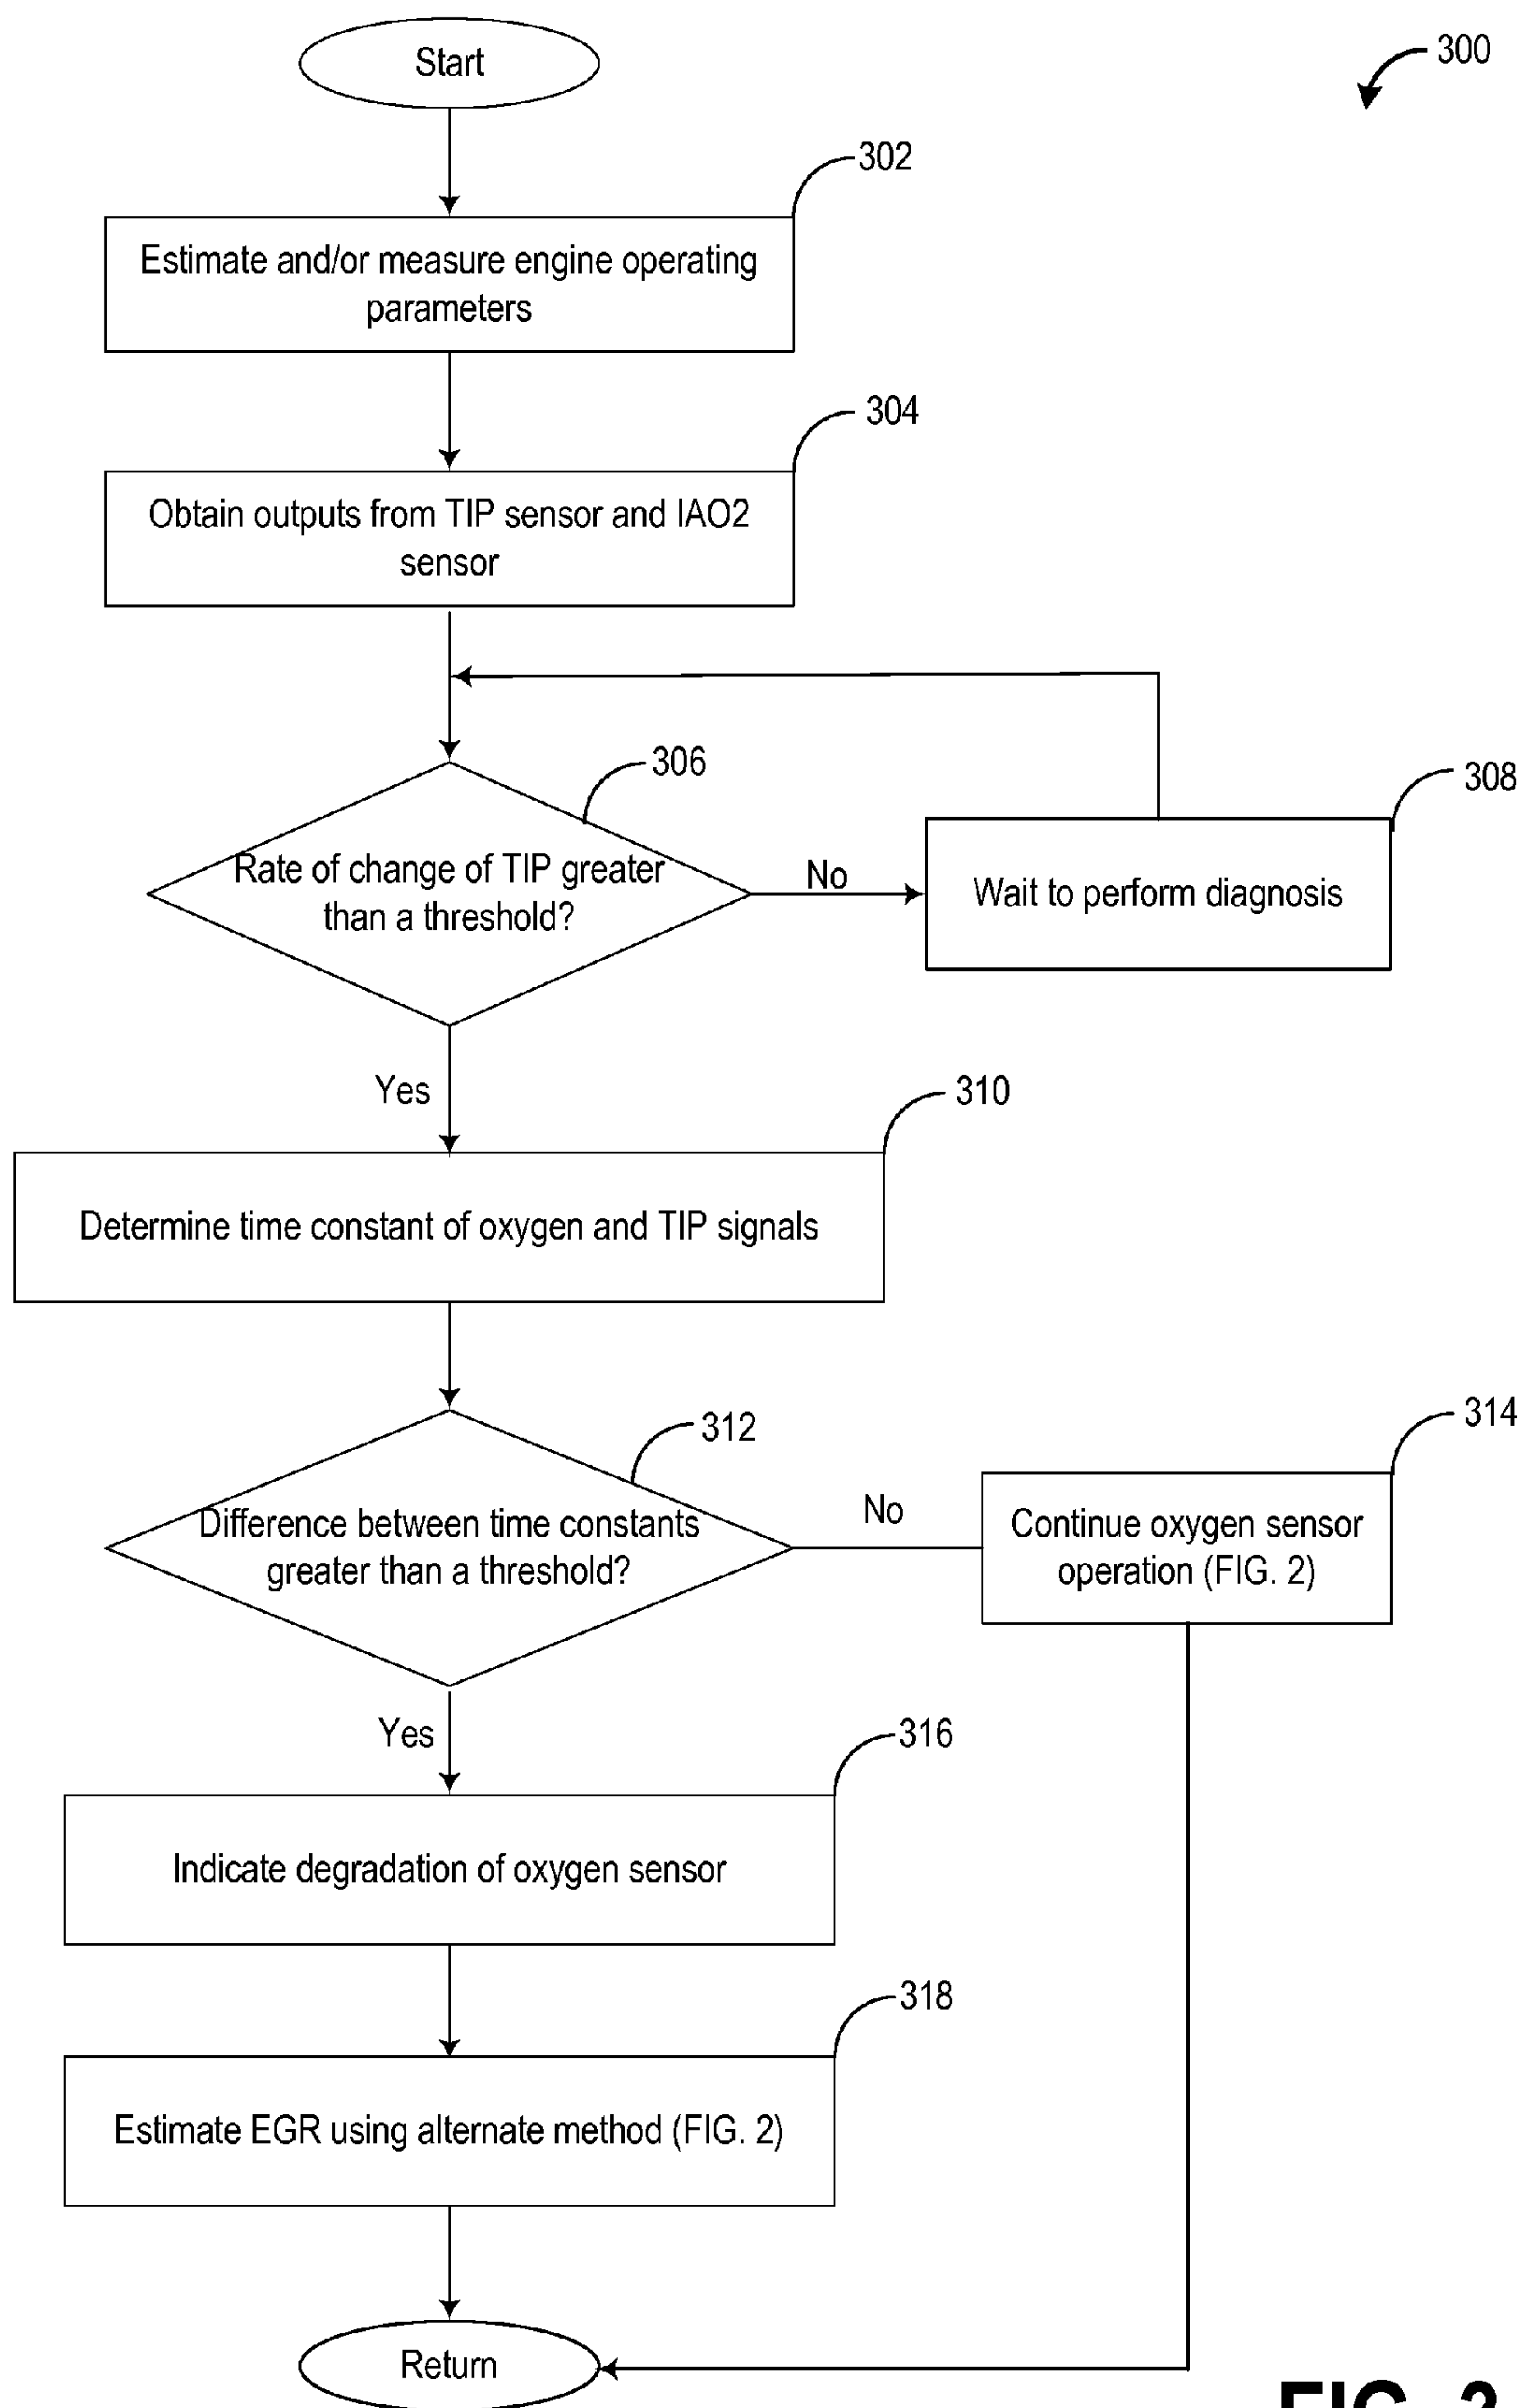 Start
300
302
Estimate and/or measure engine operating
parameters
304
Obtain outputs from TIP sensor and IAO2
sensor
306
308
Rate of change of TIP greater
than a threshold?
No
Wait to perform diagnosis
Yes
310
Determine time constant of oxygen and TIP signals
312
314
Difference between time constants
greater than a threshold?
No
Continue oxygen sensor
operation (FIG. 2)
Yes
316
Indicate degradation of oxygen sensor
318
Estimate EGR using alternate method (FIG. 2)
Return
FIG.